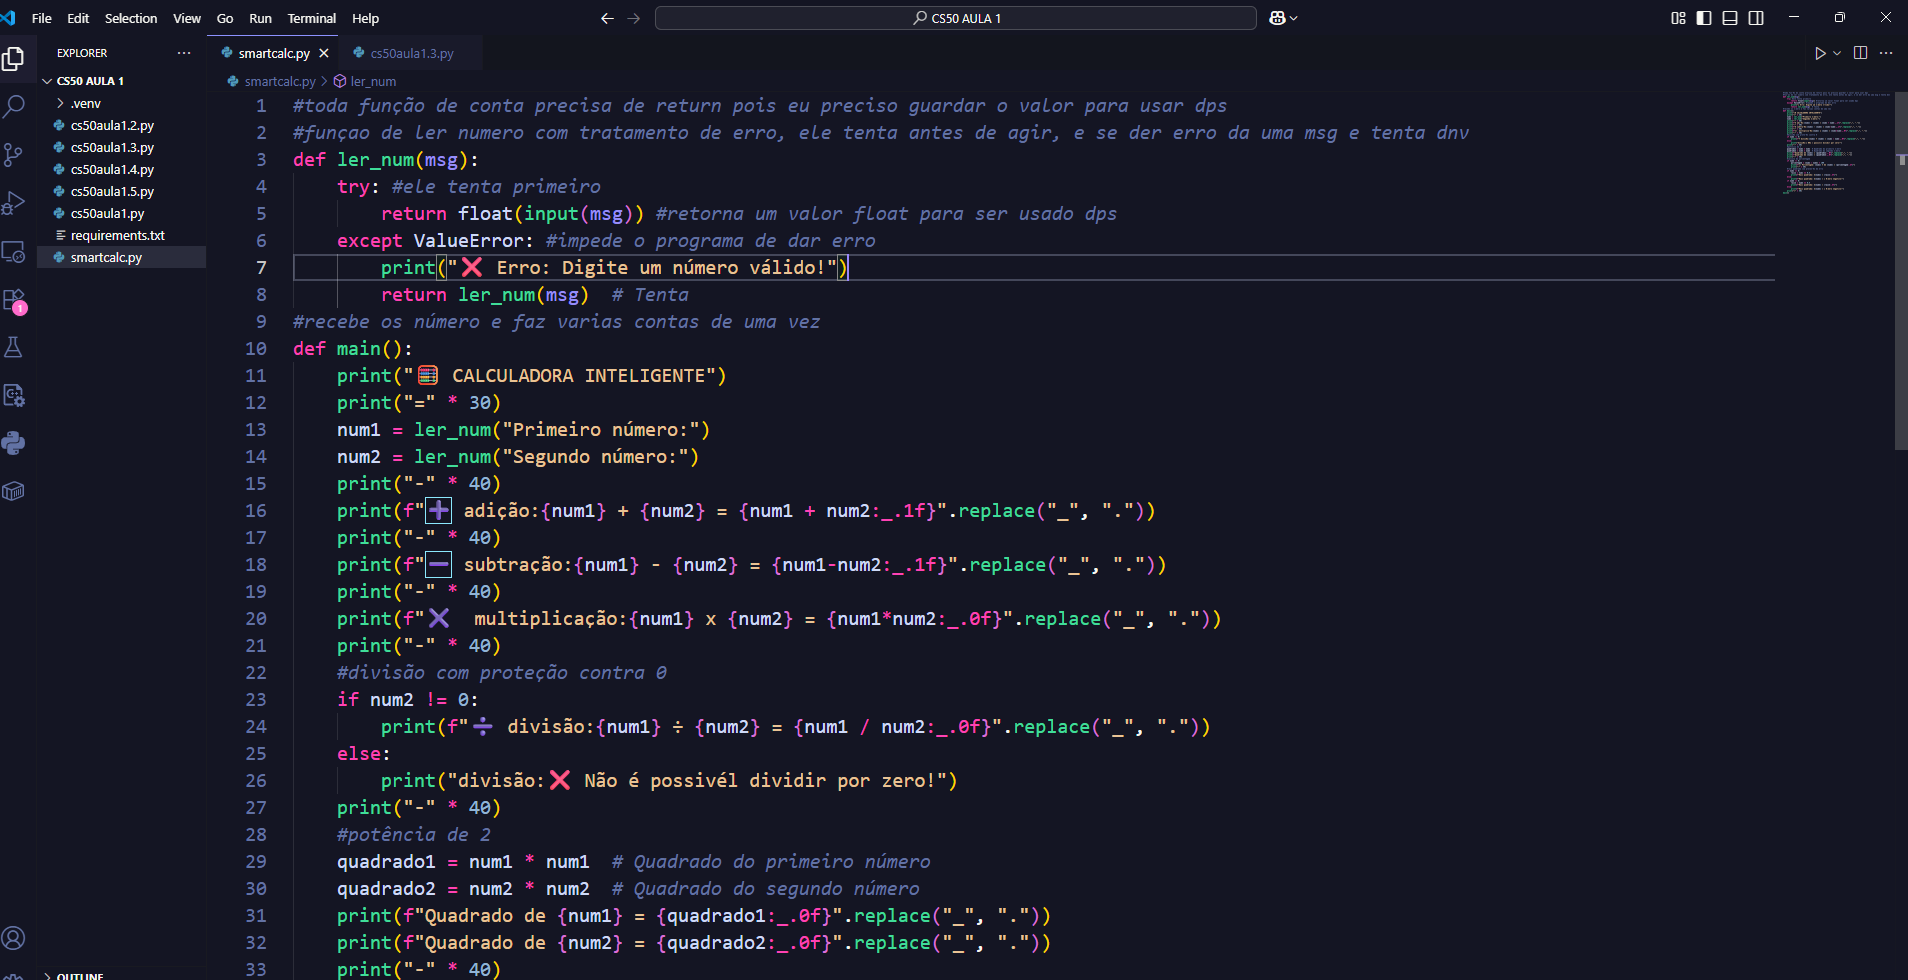 File Edit Selection View Go Run Terminal Help
CS50 AULA 1
EXPLORER
smartcalc.py
cs50aula1.3.py
CS50 AULA 1
.venv
cs50aula1.2.py
cs50aula1.3.py
cs50aula1.4.py
cs50aula1.5.py
cs50aula1.py
requirements.txt
smartcalc.py
1
OUTLINE
smartcalc.py > ler_num
1 #toda função de conta precisa de return pois eu preciso guardar o valor para usar dps
2 #funçao de ler numero com tratamento de erro, ele tenta antes de agir, e se der erro da uma msg e tenta dnv
3 def ler_num(msg):
4 try: #ele tenta primeiro
5 return float(input(msg)) #retorna um valor float para ser usado dps
6 except ValueError: #impede o programa de dar erro
7 print("❌ Erro: Digite um número válido!")
8 return ler_num(msg)  # Tenta
9 #recebe os número e faz varias contas de uma vez
10 def main():
11 print("🧮 CALCULADORA INTELIGENTE")
12 print("=" * 30)
13 num1 = ler_num("Primeiro número:")
14 num2 = ler_num("Segundo número:")
15 print("-" * 40)
16 print(f"➕ adição:{num1} + {num2} = {num1 + num2:_.1f}".replace("_", "."))
17 print("-" * 40)
18 print(f"➖ subtração:{num1} - {num2} = {num1-num2:_.1f}".replace("_", "."))
19 print("-" * 40)
20 print(f"✖️  multiplicação:{num1} x {num2} = {num1*num2:_.0f}".replace("_", "."))
21 print("-" * 40)
22 #divisão com proteção contra 0
23 if num2 != 0:
24 print(f"➗ divisão:{num1} ÷ {num2} = {num1 / num2:_.0f}".replace("_", "."))
25 else:
26 print("divisão:❌ Não é possivél dividir por zero!")
27 print("-" * 40)
28 #potência de 2
29 quadrado1 = num1 * num1  # Quadrado do primeiro número
30 quadrado2 = num2 * num2  # Quadrado do segundo número
31 print(f"Quadrado de {num1} = {quadrado1:_.0f}".replace("_", "."))
32 print(f"Quadrado de {num2} = {quadrado2:_.0f}".replace("_", "."))
33 print("-" * 40)